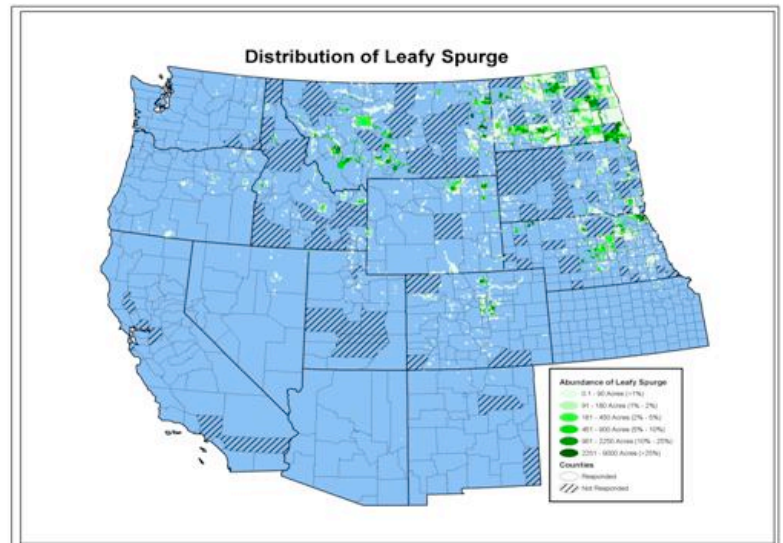 Distribution of Leafy Spurge
Abundance of Leafy Spurge
0.1 - 90 Acres (<1%)
91 - 180 Acres (1% - 2%)
181 - 450 Acres (2% - 5%)
451 - 900 Acres (5% - 10%)
901 - 2250 Acres (10% - 25%)
2251 - 9000 Acres (>25%)
Counties
Responded
Not Responded